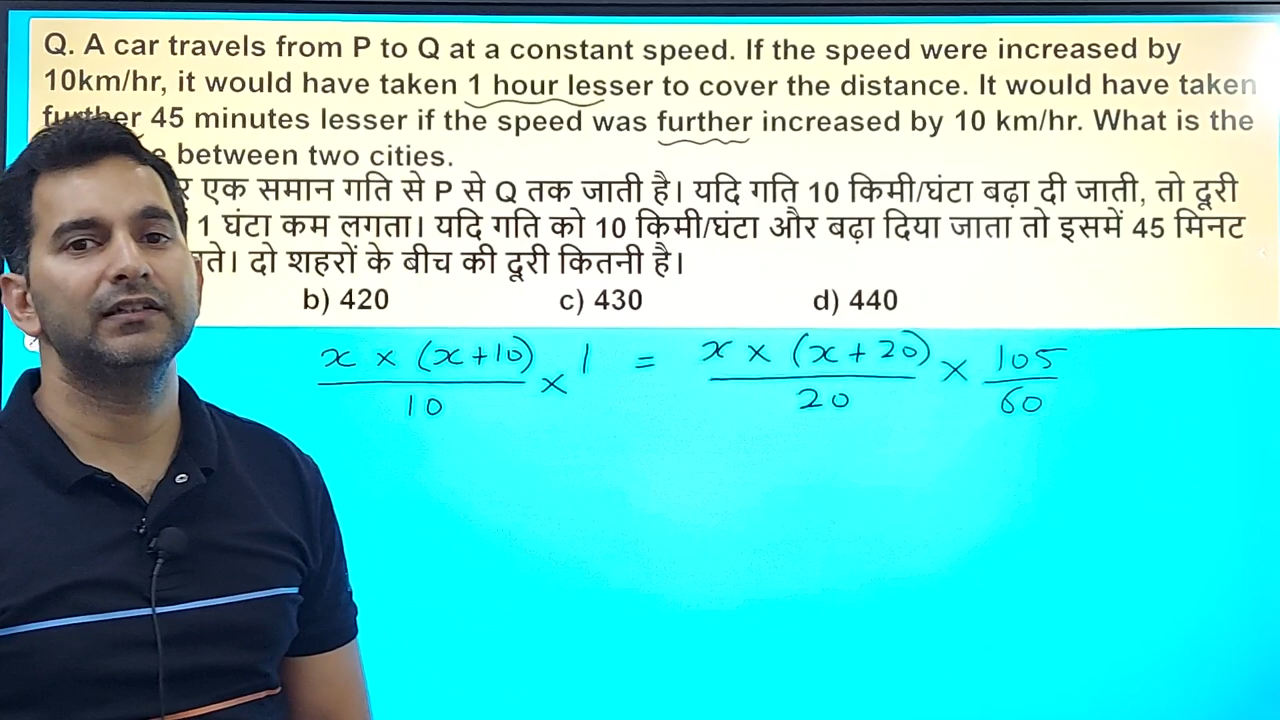 Q. A car travels from P to Q at a constant speed. If the speed were increased by
10km/hr, it would have taken 1 hour lesser to cover the distance. It would have taken
further 45 minutes lesser if the speed was further increased by 10 km/hr. What is the
between two cities.
एक समान गति से P से Q तक जाती है। यदि गति 10 किमी/घंटा बढ़ा दी जाती, तो दूरी
1 घंटा कम लगता। यदि गति को 10 किमी/घंटा और बढ़ा दिया जाता तो इसमें 45 मिनट
दो शहरों के बीच की दूरी कितनी है।
b) 420 c) 430 d) 440
x × (x+10) / 10 × 1 = x × (x+20) / 20 × 105 / 60